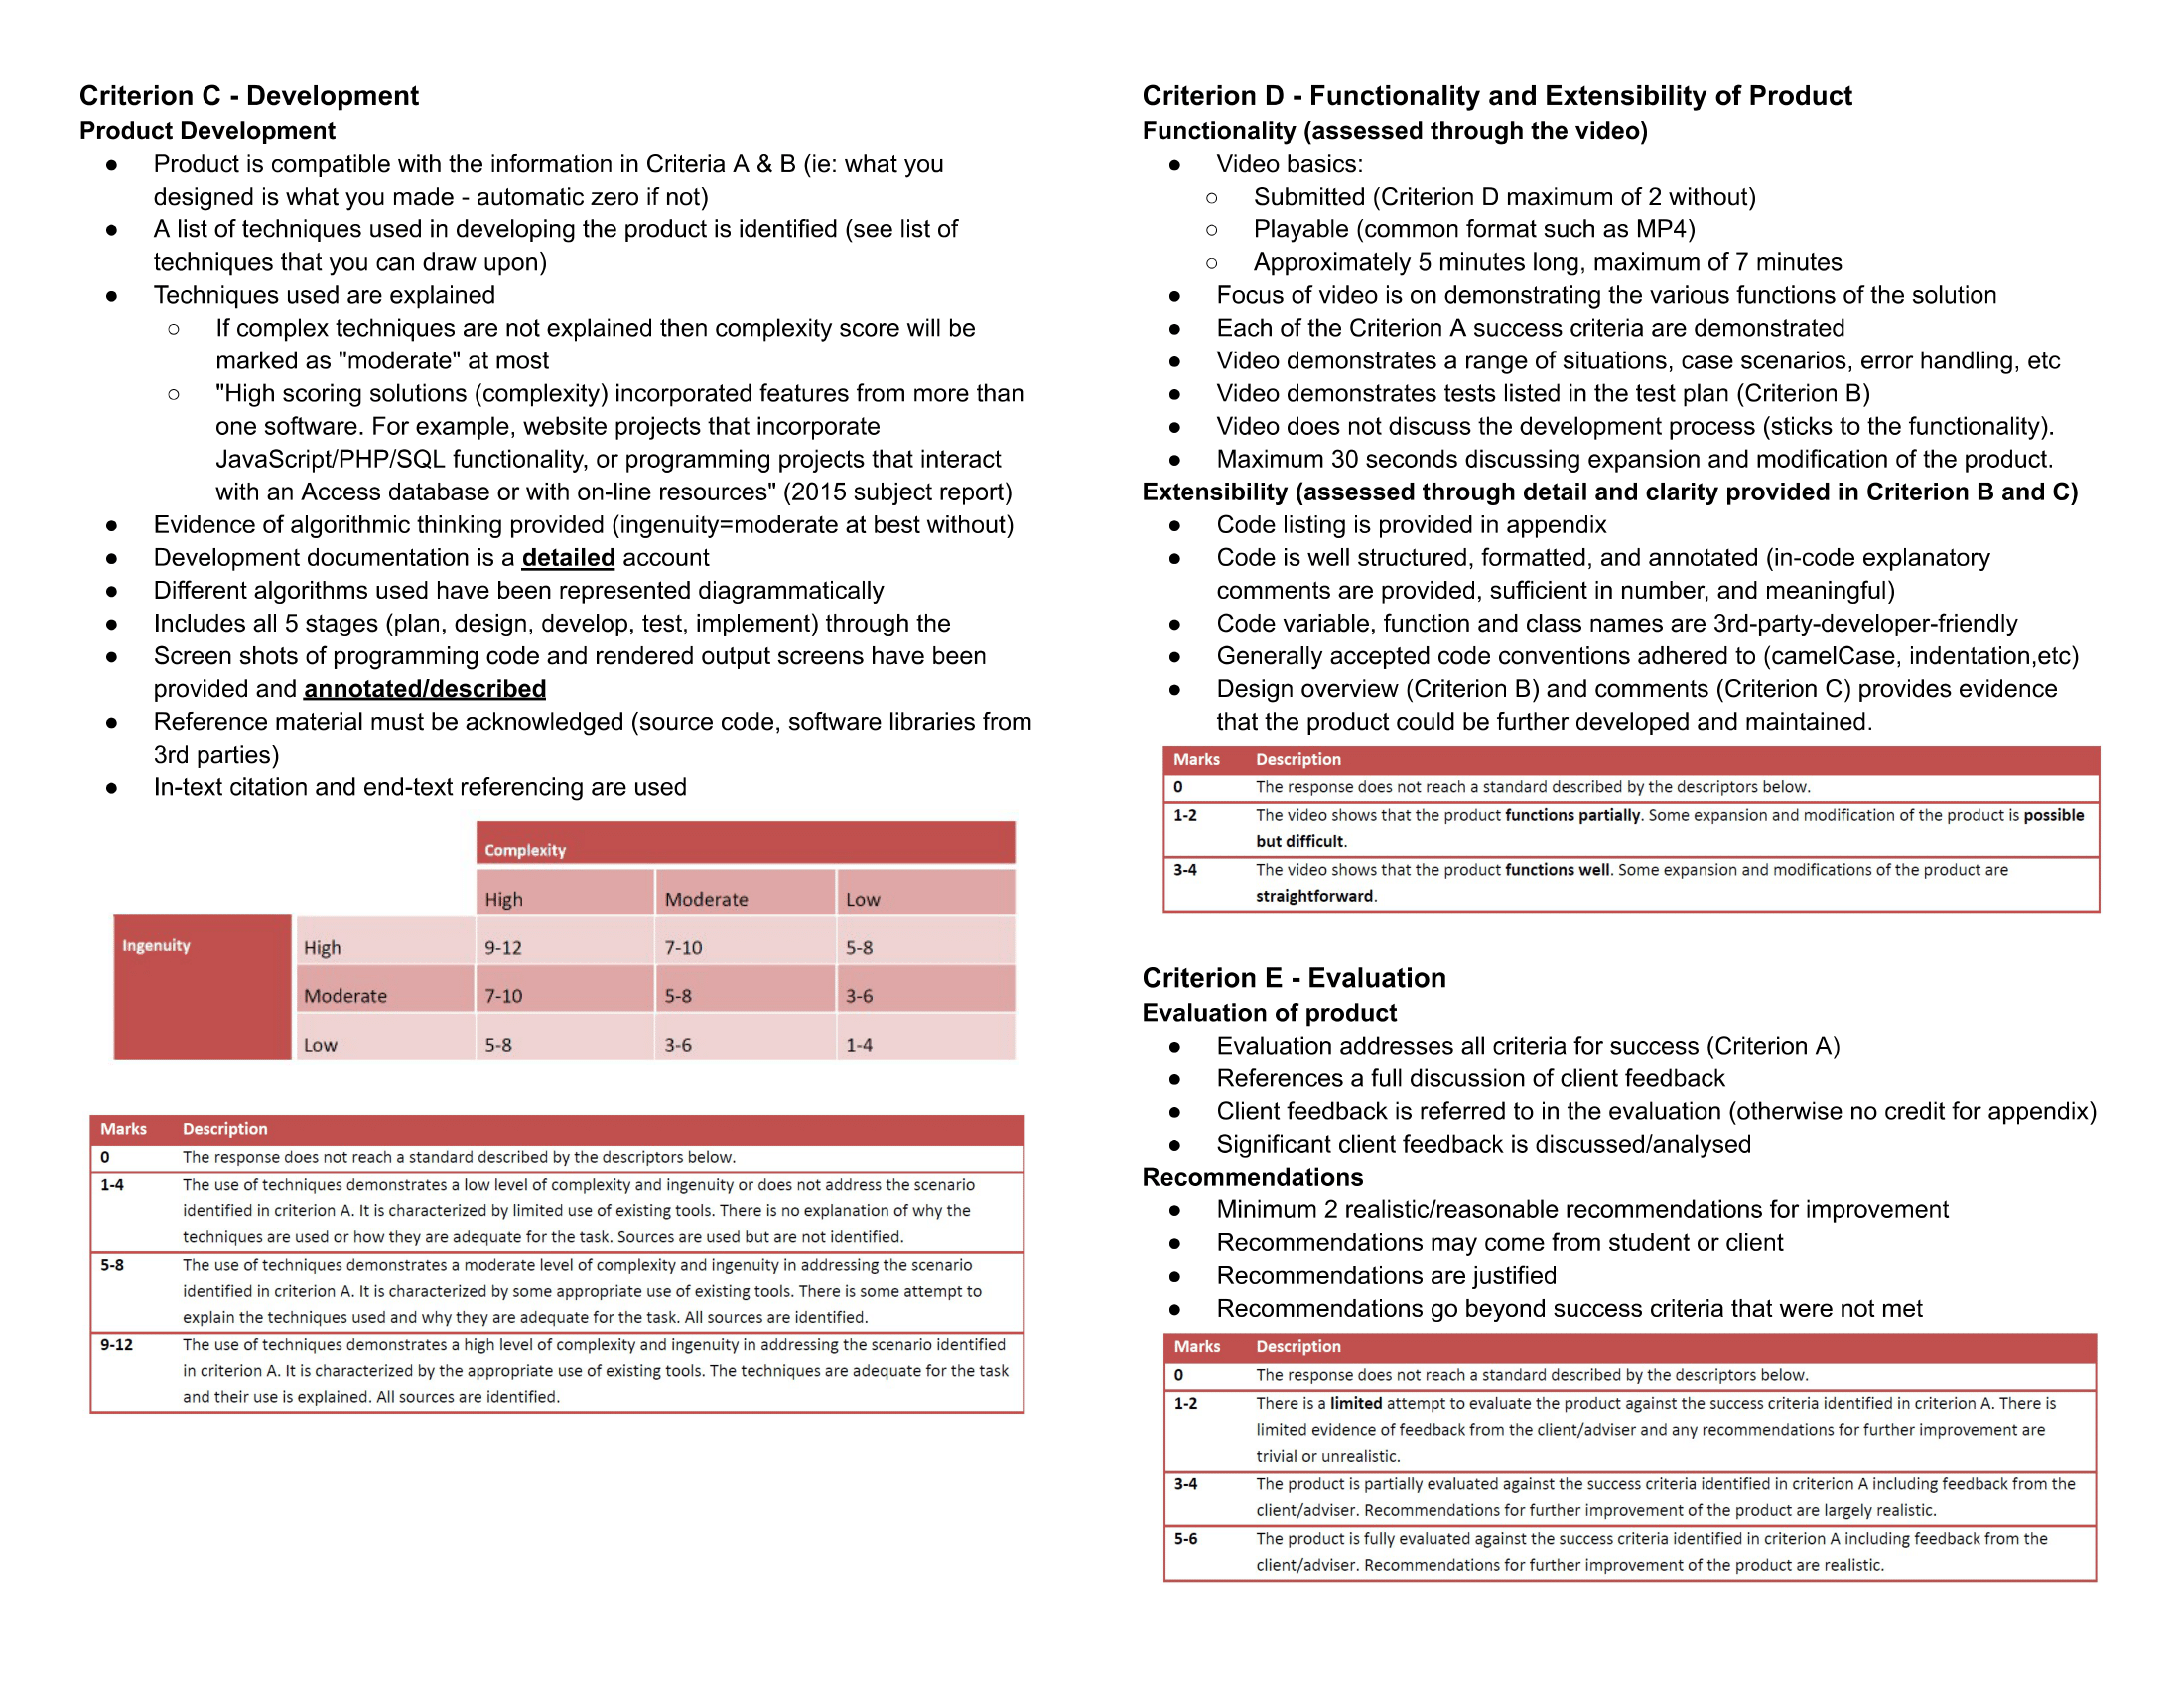 Criterion C - Development
Product Development
● Product is compatible with the information in Criteria A & B (ie: what you
designed is what you made - automatic zero if not)
● A list of techniques used in developing the product is identified (see list of
techniques that you can draw upon)
● Techniques used are explained
○ If complex techniques are not explained then complexity score will be
marked as "moderate" at most
○ "High scoring solutions (complexity) incorporated features from more than
one software. For example, website projects that incorporate
JavaScript/PHP/SQL functionality, or programming projects that interact
with an Access database or with on-line resources" (2015 subject report)
● Evidence of algorithmic thinking provided (ingenuity=moderate at best without)
● Development documentation is a detailed account
● Different algorithms used have been represented diagrammatically
● Includes all 5 stages (plan, design, develop, test, implement) through the
● Screen shots of programming code and rendered output screens have been
provided and annotated/described
● Reference material must be acknowledged (source code, software libraries from
3rd parties)
● In-text citation and end-text referencing are used
Complexity
High Moderate Low
Ingenuity High 9-12 7-10 5-8
Moderate 7-10 5-8 3-6
Low 5-8 3-6 1-4
Marks Description
0 The response does not reach a standard described by the descriptors below.
1-4 The use of techniques demonstrates a low level of complexity and ingenuity or does not address the scenario
identified in criterion A. It is characterized by limited use of existing tools. There is no explanation of why the
techniques are used or how they are adequate for the task. Sources are used but are not identified.
5-8 The use of techniques demonstrates a moderate level of complexity and ingenuity in addressing the scenario
identified in criterion A. It is characterized by some appropriate use of existing tools. There is some attempt to
explain the techniques used and why they are adequate for the task. All sources are identified.
9-12 The use of techniques demonstrates a high level of complexity and ingenuity in addressing the scenario identified
in criterion A. It is characterized by the appropriate use of existing tools. The techniques are adequate for the task
and their use is explained. All sources are identified.
Criterion D - Functionality and Extensibility of Product
Functionality (assessed through the video)
● Video basics:
○ Submitted (Criterion D maximum of 2 without)
○ Playable (common format such as MP4)
○ Approximately 5 minutes long, maximum of 7 minutes
● Focus of video is on demonstrating the various functions of the solution
● Each of the Criterion A success criteria are demonstrated
● Video demonstrates a range of situations, case scenarios, error handling, etc
● Video demonstrates tests listed in the test plan (Criterion B)
● Video does not discuss the development process (sticks to the functionality).
● Maximum 30 seconds discussing expansion and modification of the product.
Extensibility (assessed through detail and clarity provided in Criterion B and C)
● Code listing is provided in appendix
● Code is well structured, formatted, and annotated (in-code explanatory
comments are provided, sufficient in number, and meaningful)
● Code variable, function and class names are 3rd-party-developer-friendly
● Generally accepted code conventions adhered to (camelCase, indentation,etc)
● Design overview (Criterion B) and comments (Criterion C) provides evidence
that the product could be further developed and maintained.
Marks Description
0 The response does not reach a standard described by the descriptors below.
1-2 The video shows that the product functions partially. Some expansion and modification of the product is possible
but difficult.
3-4 The video shows that the product functions well. Some expansion and modifications of the product are
straightforward.
Criterion E - Evaluation
Evaluation of product
● Evaluation addresses all criteria for success (Criterion A)
● References a full discussion of client feedback
● Client feedback is referred to in the evaluation (otherwise no credit for appendix)
● Significant client feedback is discussed/analysed
Recommendations
● Minimum 2 realistic/reasonable recommendations for improvement
● Recommendations may come from student or client
● Recommendations are justified
● Recommendations go beyond success criteria that were not met
Marks Description
0 The response does not reach a standard described by the descriptors below.
1-2 There is a limited attempt to evaluate the product against the success criteria identified in criterion A. There is
limited evidence of feedback from the client/adviser and any recommendations for further improvement are
trivial or unrealistic.
3-4 The product is partially evaluated against the success criteria identified in criterion A including feedback from the
client/adviser. Recommendations for further improvement of the product are largely realistic.
5-6 The product is fully evaluated against the success criteria identified in criterion A including feedback from the
client/adviser. Recommendations for further improvement of the product are realistic.